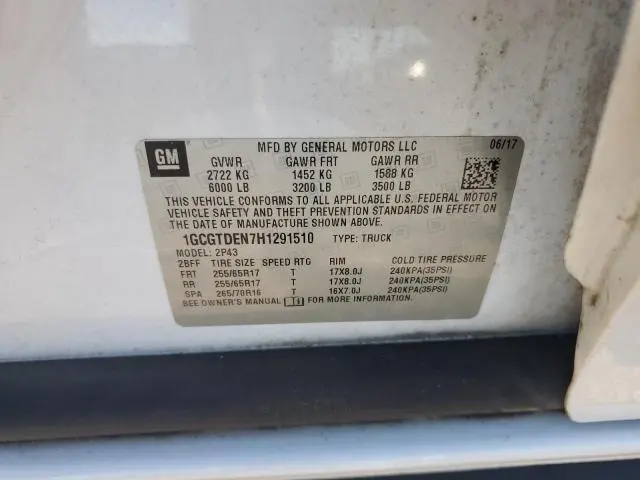 GM
MFD BY GENERAL MOTORS LLC 06/17
GVWR GAWR FRT GAWR RR
2722 KG 1452 KG 1588 KG
6000 LB 3200 LB 3500 LB
THIS VEHICLE CONFORMS TO ALL APPLICABLE U.S. FEDERAL MOTOR
VEHICLE SAFETY AND THEFT PREVENTION STANDARDS IN EFFECT ON
THE DATE OF MANUFACTURE SHOWN ABOVE.
1GCGTDEN7H1291510 TYPE: TRUCK
MODEL: 2P43
2BFF TIRE SIZE SPEED RTG RIM COLD TIRE PRESSURE
FRT 255/65R17 T 17X8.0J 240KPA(35PSI)
RR 255/65R17 T 17X8.0J 240KPA(35PSI)
SPA 265/70R16 T 16X7.0J 240KPA(35PSI)
SEE OWNER'S MANUAL FOR MORE INFORMATION.